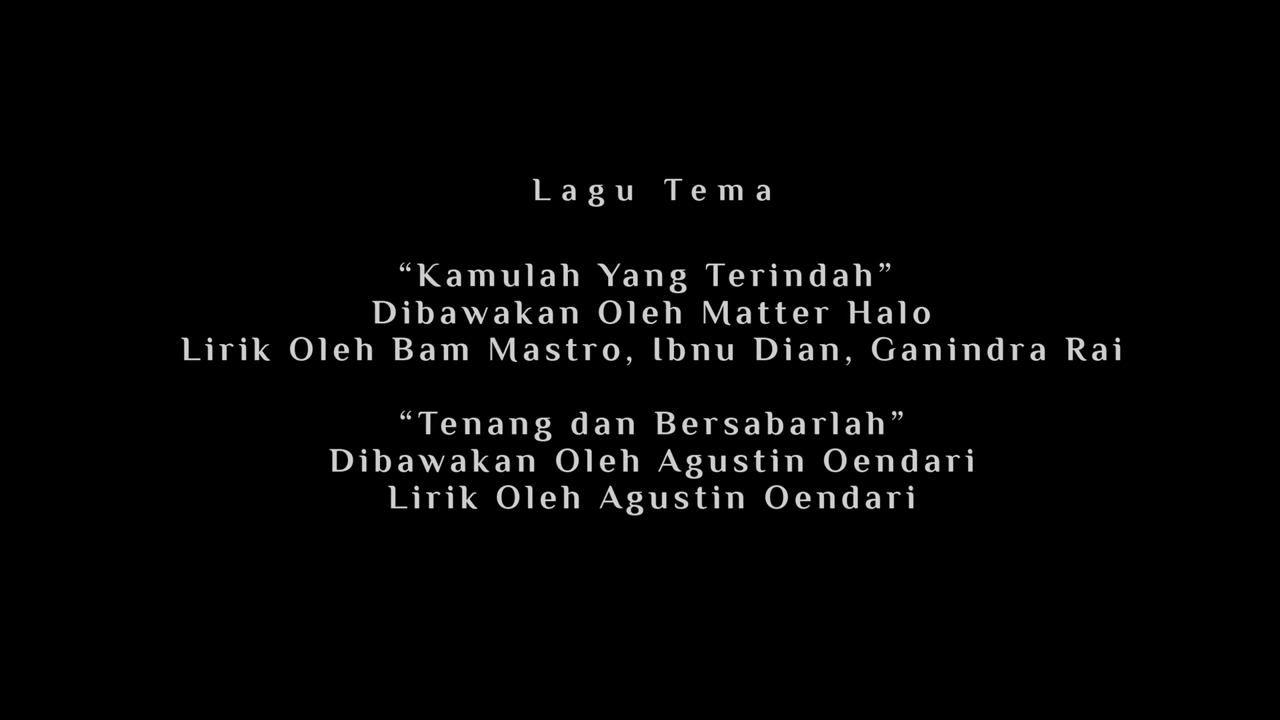 Lagu Tema
“Kamulah Yang Terindah”
Dibawakan Oleh Matter Halo
Lirik Oleh Bam Mastro, Ibnu Dian, Ganindra Rai
“Tenang dan Bersabarlah”
Dibawakan Oleh Agustin Oendari
Lirik Oleh Agustin Oendari